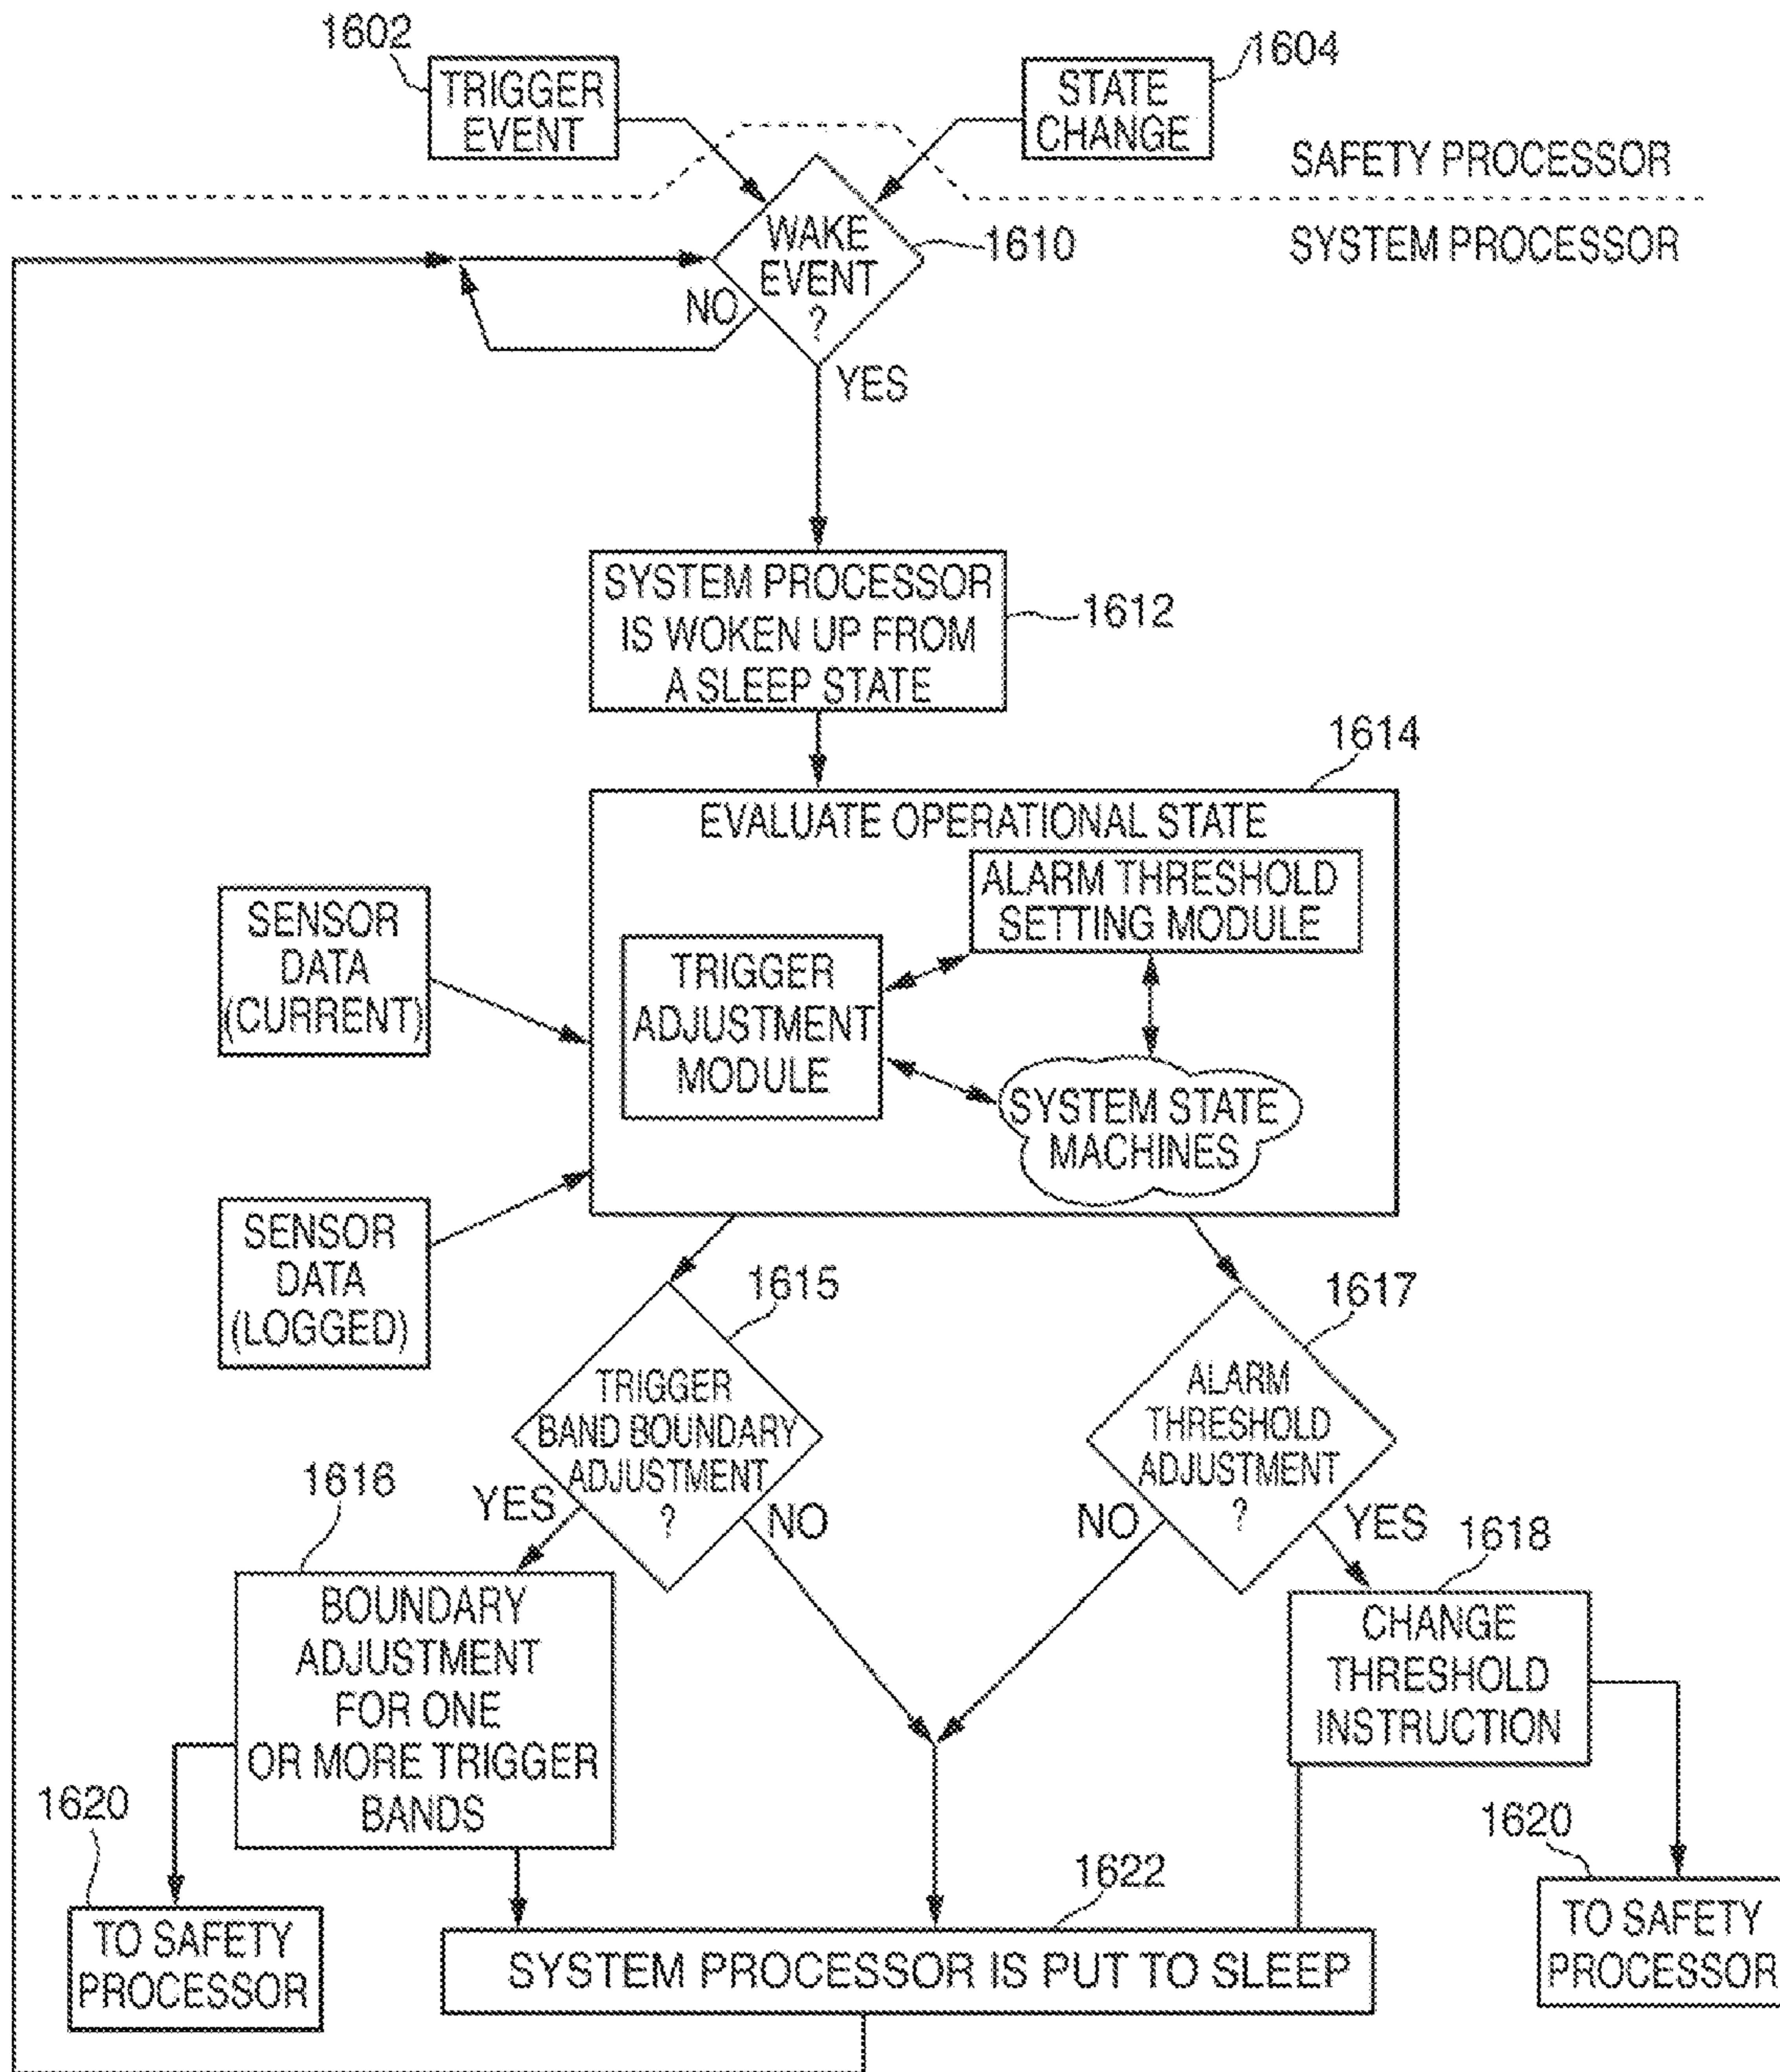 1602
TRIGGER
EVENT
1604
STATE
CHANGE
SAFETY PROCESSOR
SYSTEM PROCESSOR
WAKE
EVENT
?
1610
NO
YES
SYSTEM PROCESSOR
IS WOKEN UP FROM
A SLEEP STATE
1612
1614
EVALUATE OPERATIONAL STATE
ALARM THRESHOLD
SETTING MODULE
TRIGGER
ADJUSTMENT
MODULE
SYSTEM STATE
MACHINES
SENSOR
DATA
(CURRENT)
SENSOR
DATA
(LOGGED)
1615
TRIGGER
BAND BOUNDARY
ADJUSTMENT
?
YES
NO
1617
ALARM
THRESHOLD
ADJUSTMENT
?
NO
YES
1616
BOUNDARY
ADJUSTMENT
FOR ONE
OR MORE TRIGGER
BANDS
1618
CHANGE
THRESHOLD
INSTRUCTION
1620
TO SAFETY
PROCESSOR
1622
SYSTEM PROCESSOR IS PUT TO SLEEP
1620
TO SAFETY
PROCESSOR